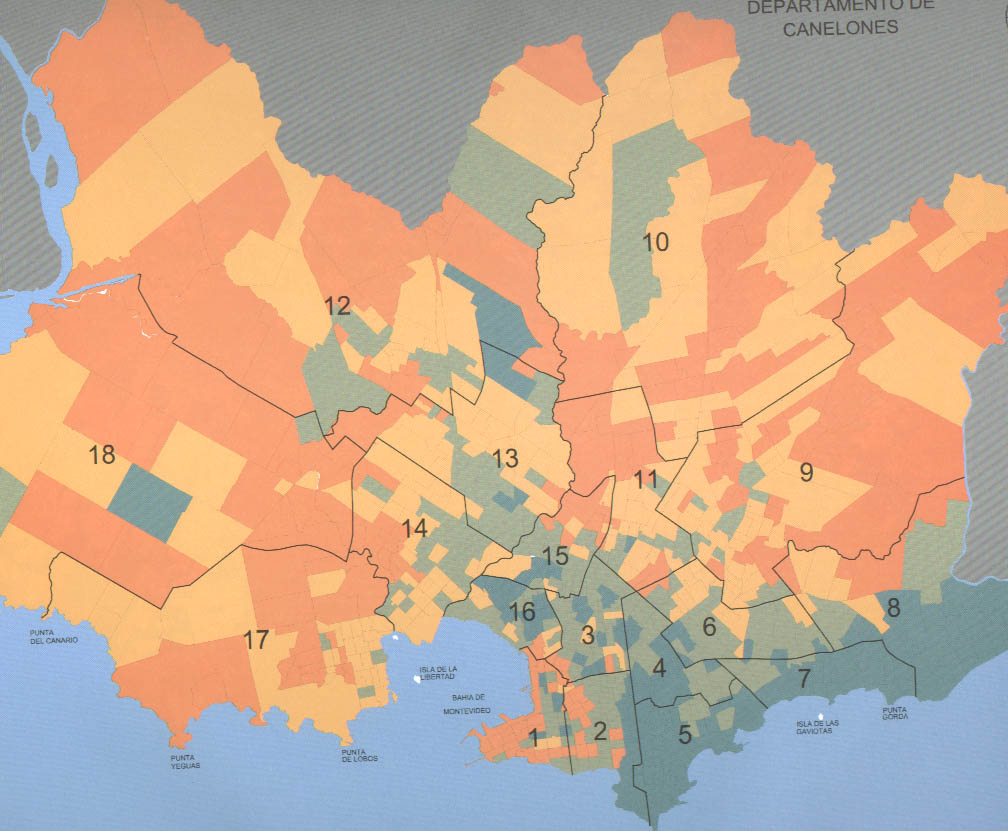 DEPARTAMENTO DE
CANELONES
10
12
18
13
9
11
14
15
16
8
3
6
17
4
7
1
2
5
PUNTA
DEL CANARIO
ISLA DE LA
LIBERTAD
BAHIA DE
MONTEVIDEO
PUNTA
GORDA
ISLA DE LAS
GAVIOTAS
PUNTA
DE LOBOS
PUNTA
YEGUAS